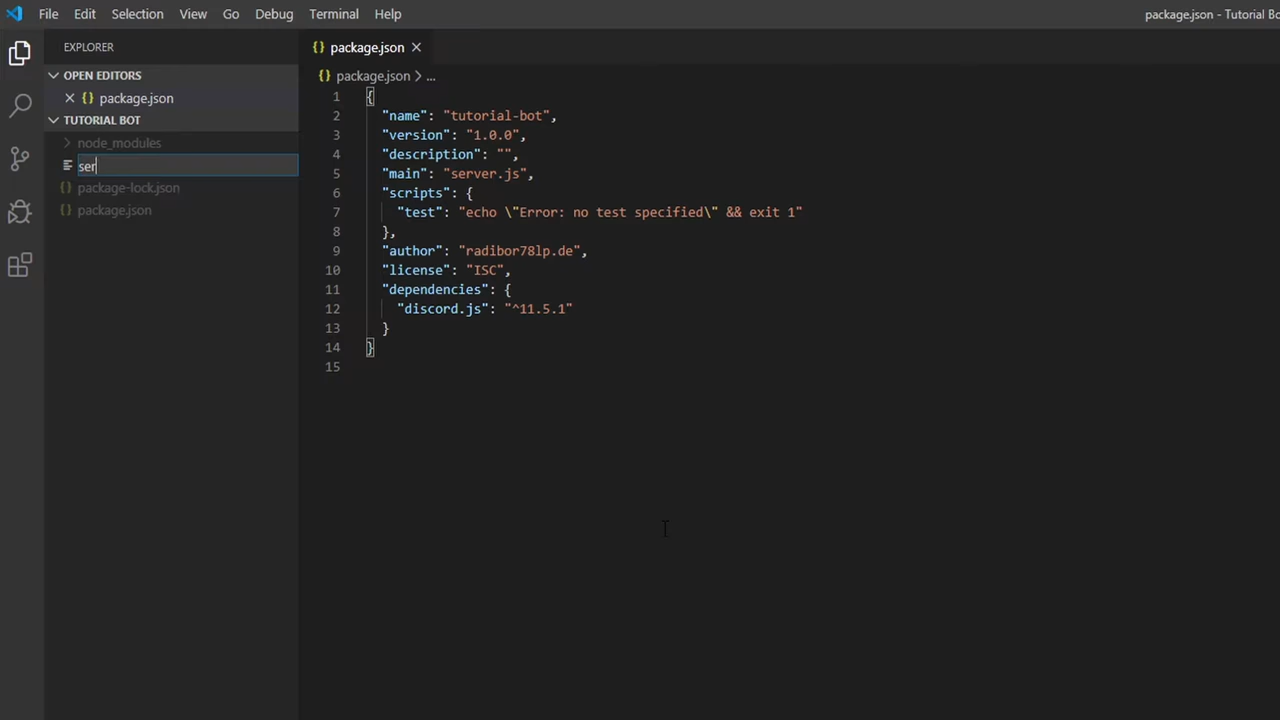 File Edit Selection View Go Debug Terminal Help package.json - Tutorial Bo
EXPLORER
OPEN EDITORS
package.json
TUTORIAL BOT
node_modules
ser
package-lock.json
package.json
{} package.json
{} package.json > ...
1 {
2 "name": "tutorial-bot",
3 "version": "1.0.0",
4 "description": "",
5 "main": "server.js",
6 "scripts": {
7 "test": "echo \"Error: no test specified\" && exit 1"
8 },
9 "author": "radibor78lp.de",
10 "license": "ISC",
11 "dependencies": {
12 "discord.js": "^11.5.1"
13 }
14 }
15